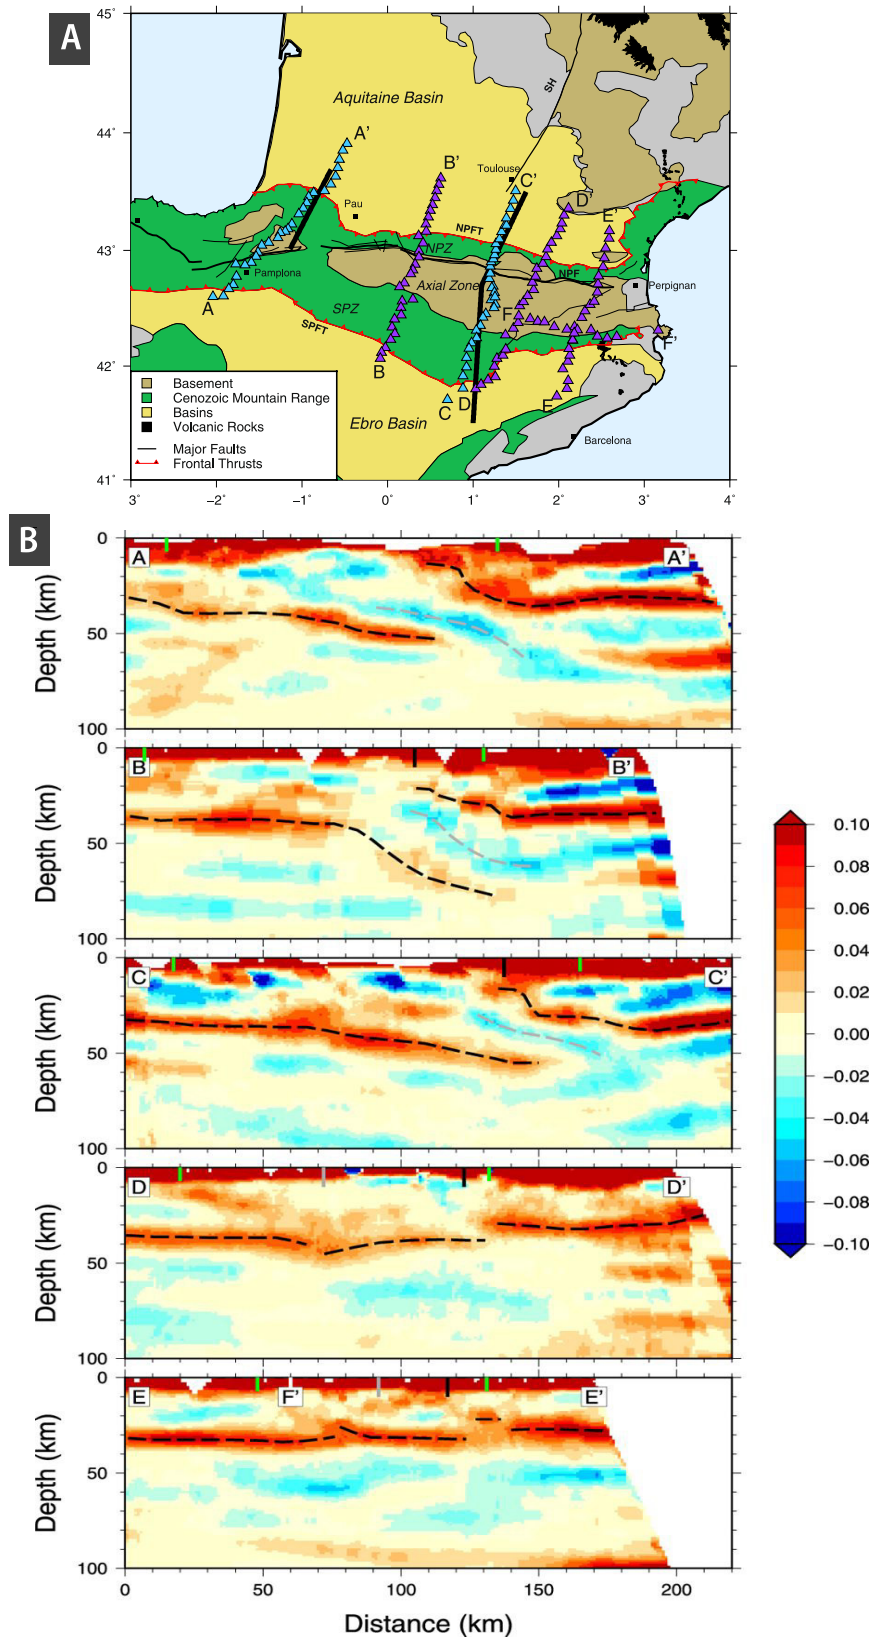 A
45°
44°
43°
42°
41°
3°
−2°
−1°
0°
1°
2°
3°
4°
Aquitaine Basin
SH
A'
B'
Toulouse
C'
D'
E'
Pau
NPFT
NPZ
NPF
Pamplona
Axial Zone
Perpignan
A
SPZ
F
SPFT
F'
B
C
D
E
Ebro Basin
Barcelona
Basement
Cenozoic Mountain Range
Basins
Volcanic Rocks
Major Faults
Frontal Thrusts
B
Depth (km)
0
50
100
A
A'
Depth (km)
0
50
100
B
B'
Depth (km)
0
50
100
C
C'
Depth (km)
0
50
100
D
D'
Depth (km)
0
50
100
E
F'
E'
0
50
100
150
200
Distance (km)
0.10
0.08
0.06
0.04
0.02
0.00
−0.02
−0.04
−0.06
−0.08
−0.10